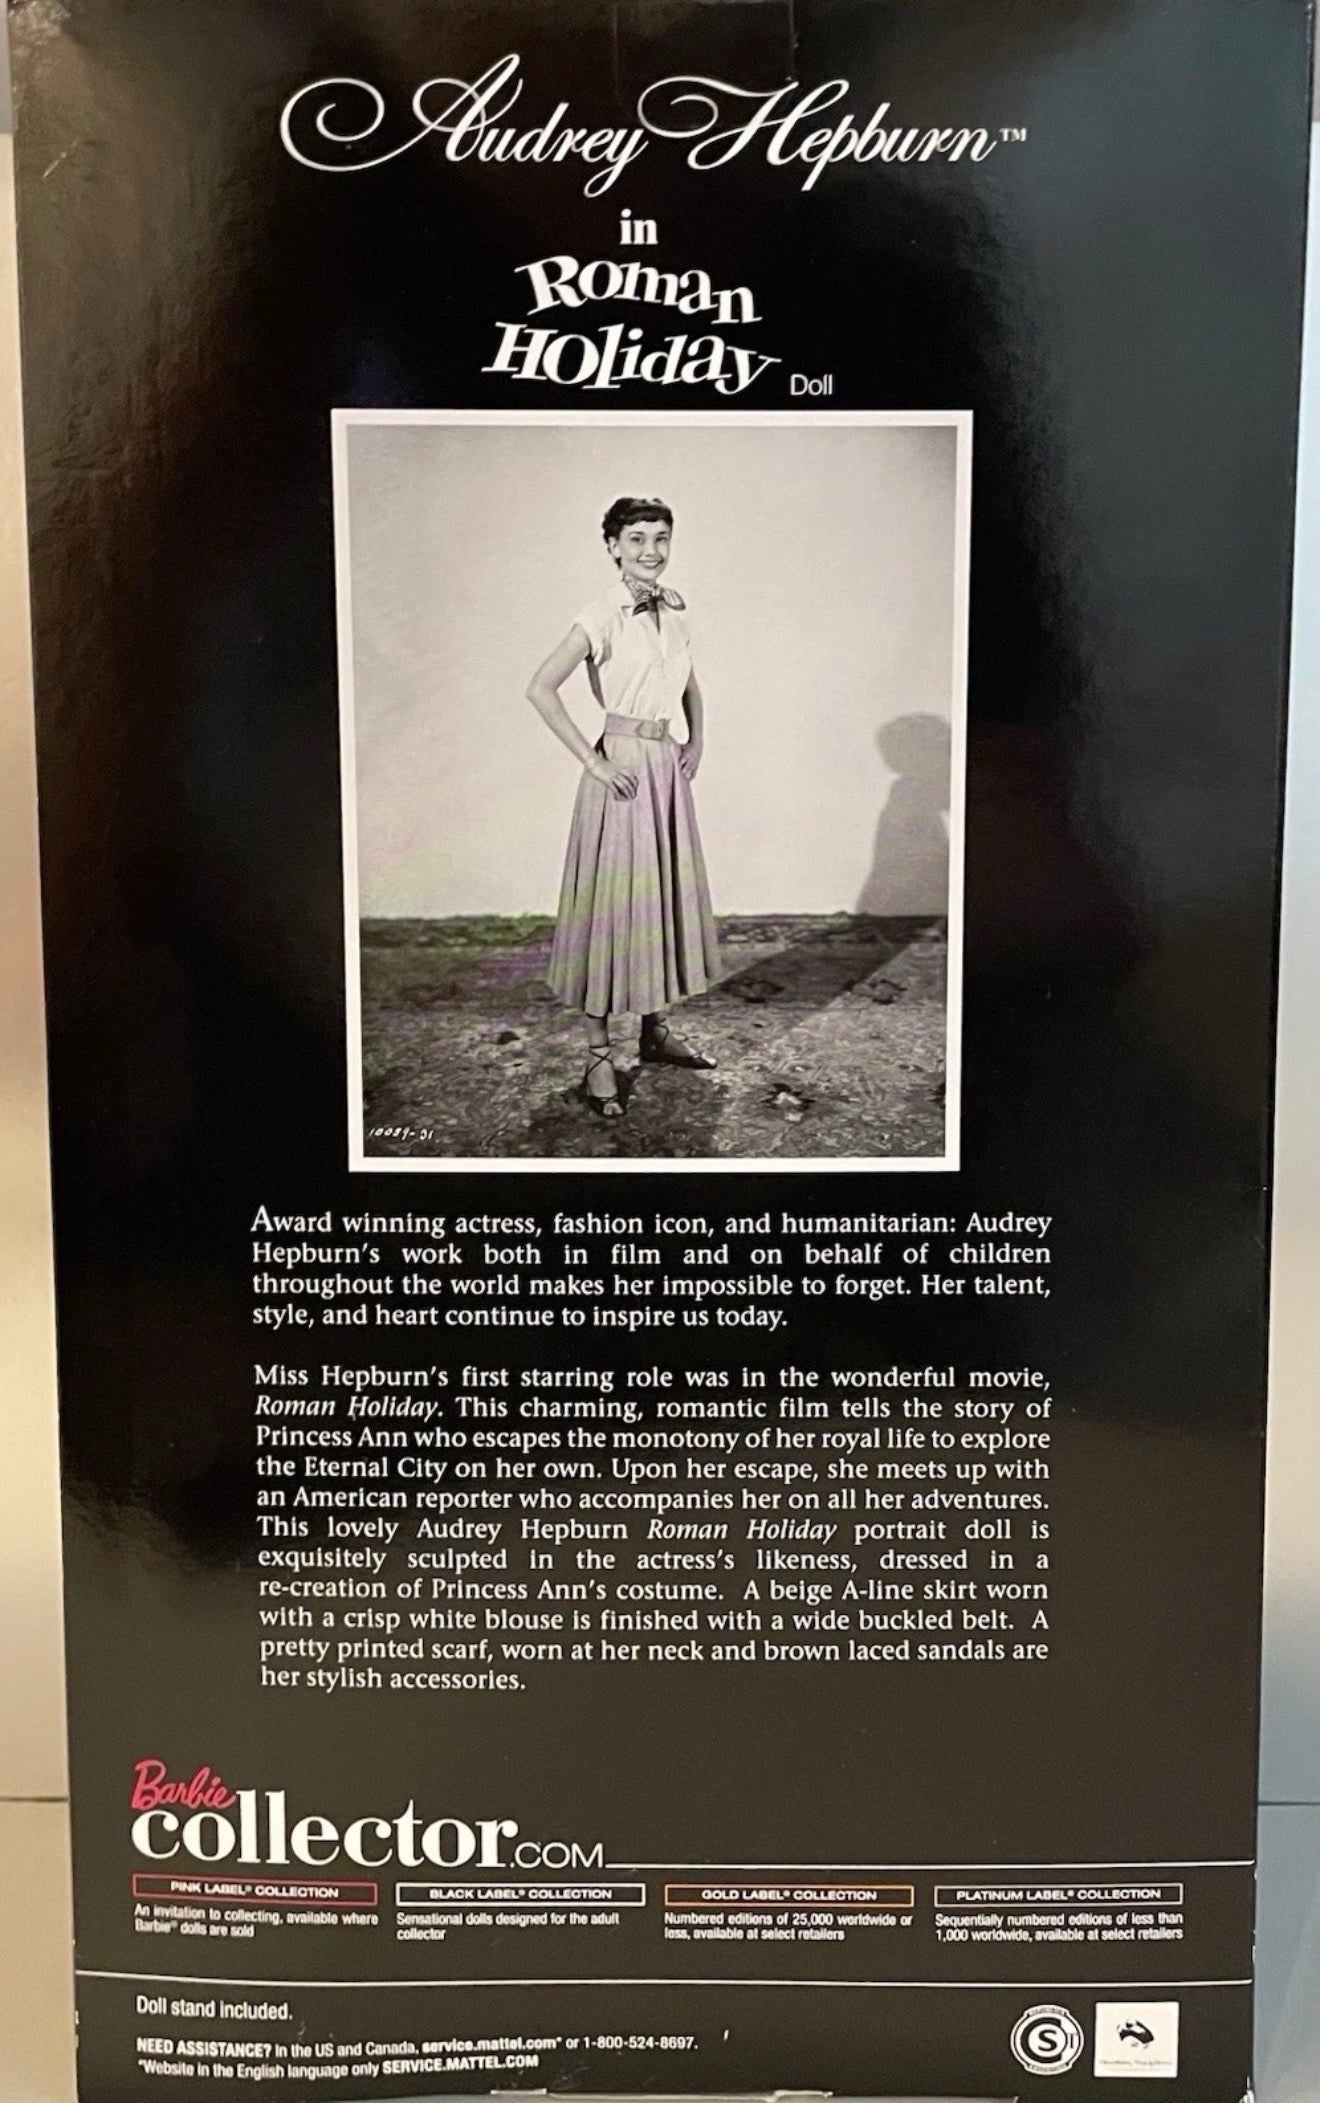 Audrey Hepburn™
in
Roman
Holiday Doll
10089-31
Award winning actress, fashion icon, and humanitarian: Audrey
Hepburn's work both in film and on behalf of children
throughout the world makes her impossible to forget. Her talent,
style, and heart continue to inspire us today.
Miss Hepburn's first starring role was in the wonderful movie,
Roman Holiday. This charming, romantic film tells the story of
Princess Ann who escapes the monotony of her royal life to explore
the Eternal City on her own. Upon her escape, she meets up with
an American reporter who accompanies her on all her adventures.
This lovely Audrey Hepburn Roman Holiday portrait doll is
exquisitely sculpted in the actress's likeness, dressed in a
re-creation of Princess Ann's costume. A beige A-line skirt worn
with a crisp white blouse is finished with a wide buckled belt. A
pretty printed scarf, worn at her neck and brown laced sandals are
her stylish accessories.
Barbie
collector.COM
PINK LABEL® COLLECTION
An invitation to collecting, available where
Barbie® dolls are sold
BLACK LABEL® COLLECTION
Sensational dolls designed for the adult
collector
GOLD LABEL® COLLECTION
Numbered editions of 25,000 worldwide or
less, available at select retailers
PLATINUM LABEL® COLLECTION
Sequentially numbered editions of less than
1,000 worldwide, available at select retailers
Doll stand included.
NEED ASSISTANCE? In the US and Canada, service.mattel.com* or 1-800-524-8697.
*Website in the English language only SERVICE.MATTEL.COM
S